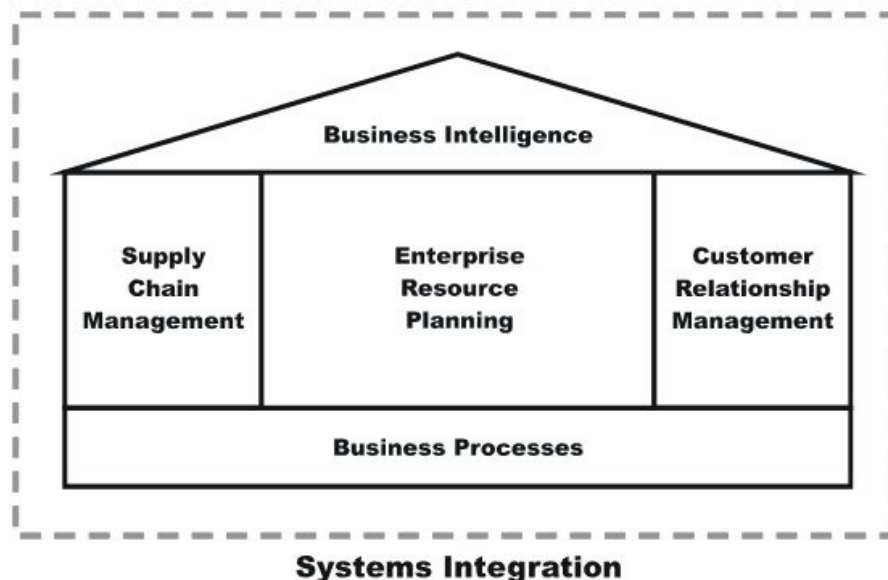 Business Intelligence
Supply
Chain
Management
Enterprise
Resource
Planning
Customer
Relationship
Management
Business Processes
Systems Integration